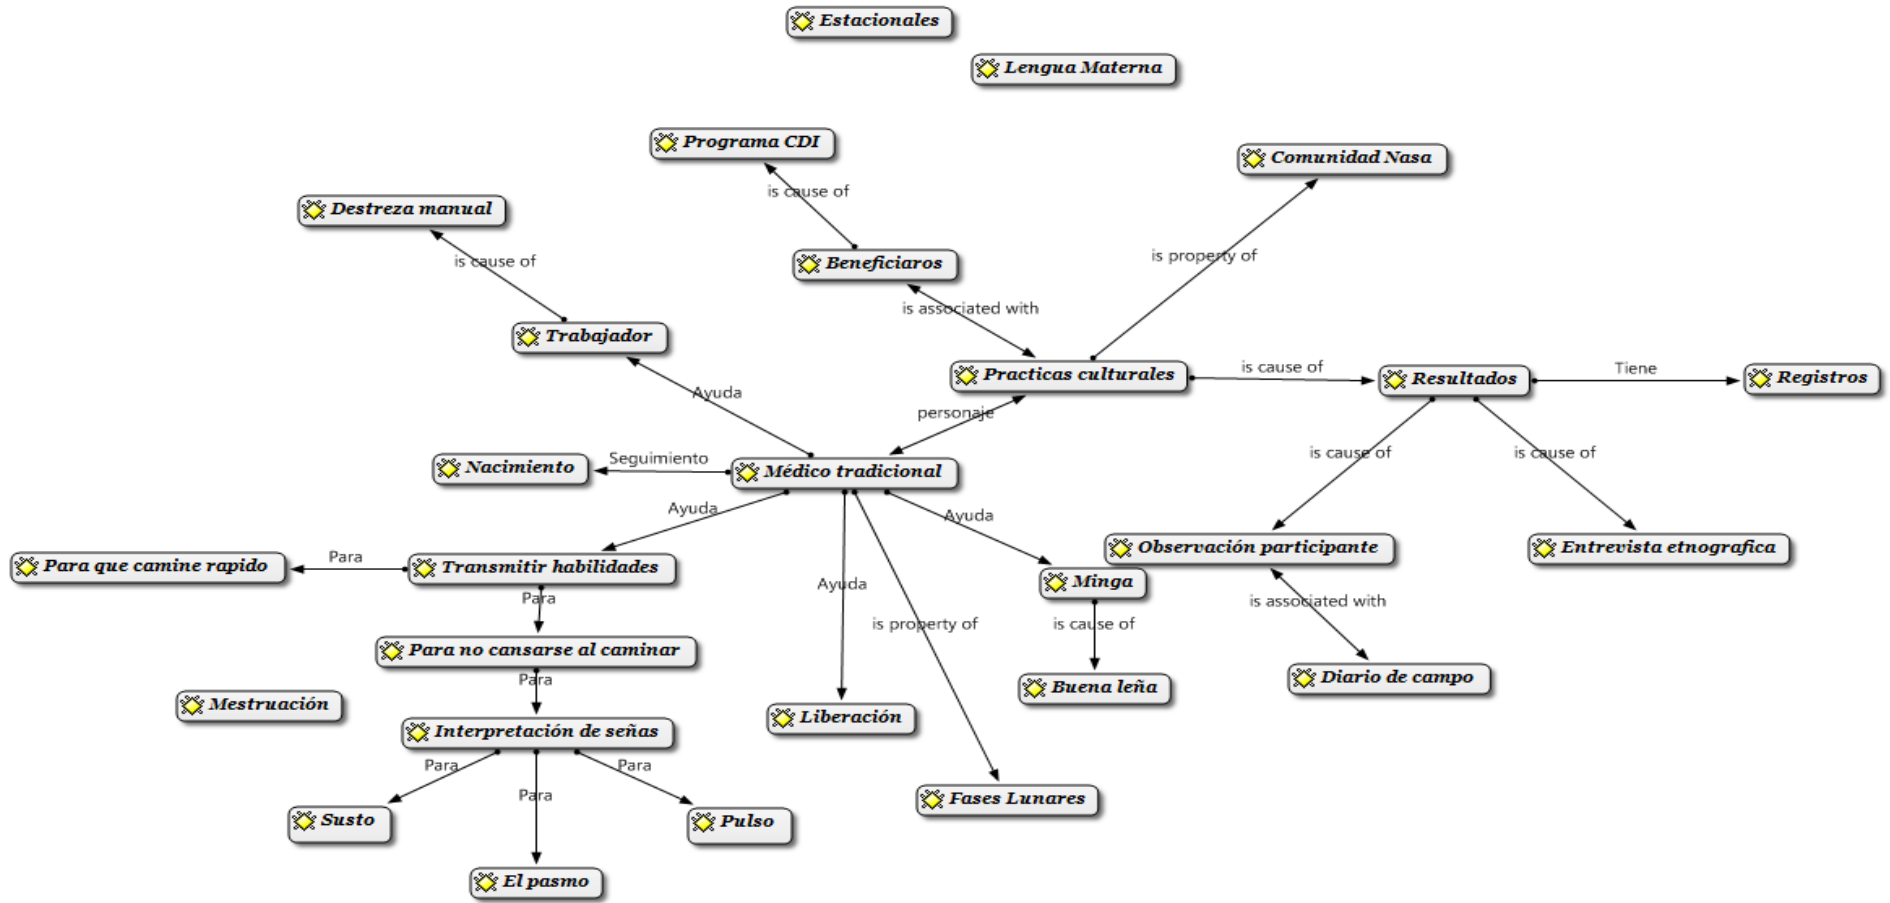 Estacionales
Lengua Materna
Programa CDI
Comunidad Nasa
is cause of
Destreza manual
is cause of
Beneficiaros
is property of
is associated with
Trabajador
Practicas culturales
is cause of
Resultados
Tiene
Registros
Ayuda
personaje
Nacimiento
Seguimiento
Médico tradicional
is cause of
is cause of
Ayuda
Ayuda
Observación participante
Entrevista etnografica
Para que camine rapido
Para
Transmitir habilidades
Ayuda
Minga
Para
is property of
is cause of
is associated with
Para no cansarse al caminar
Para
Buena leña
Diario de campo
Mestruación
Interpretación de señas
Liberación
Para
Para
Para
Fases Lunares
Susto
Pulso
El pasmo